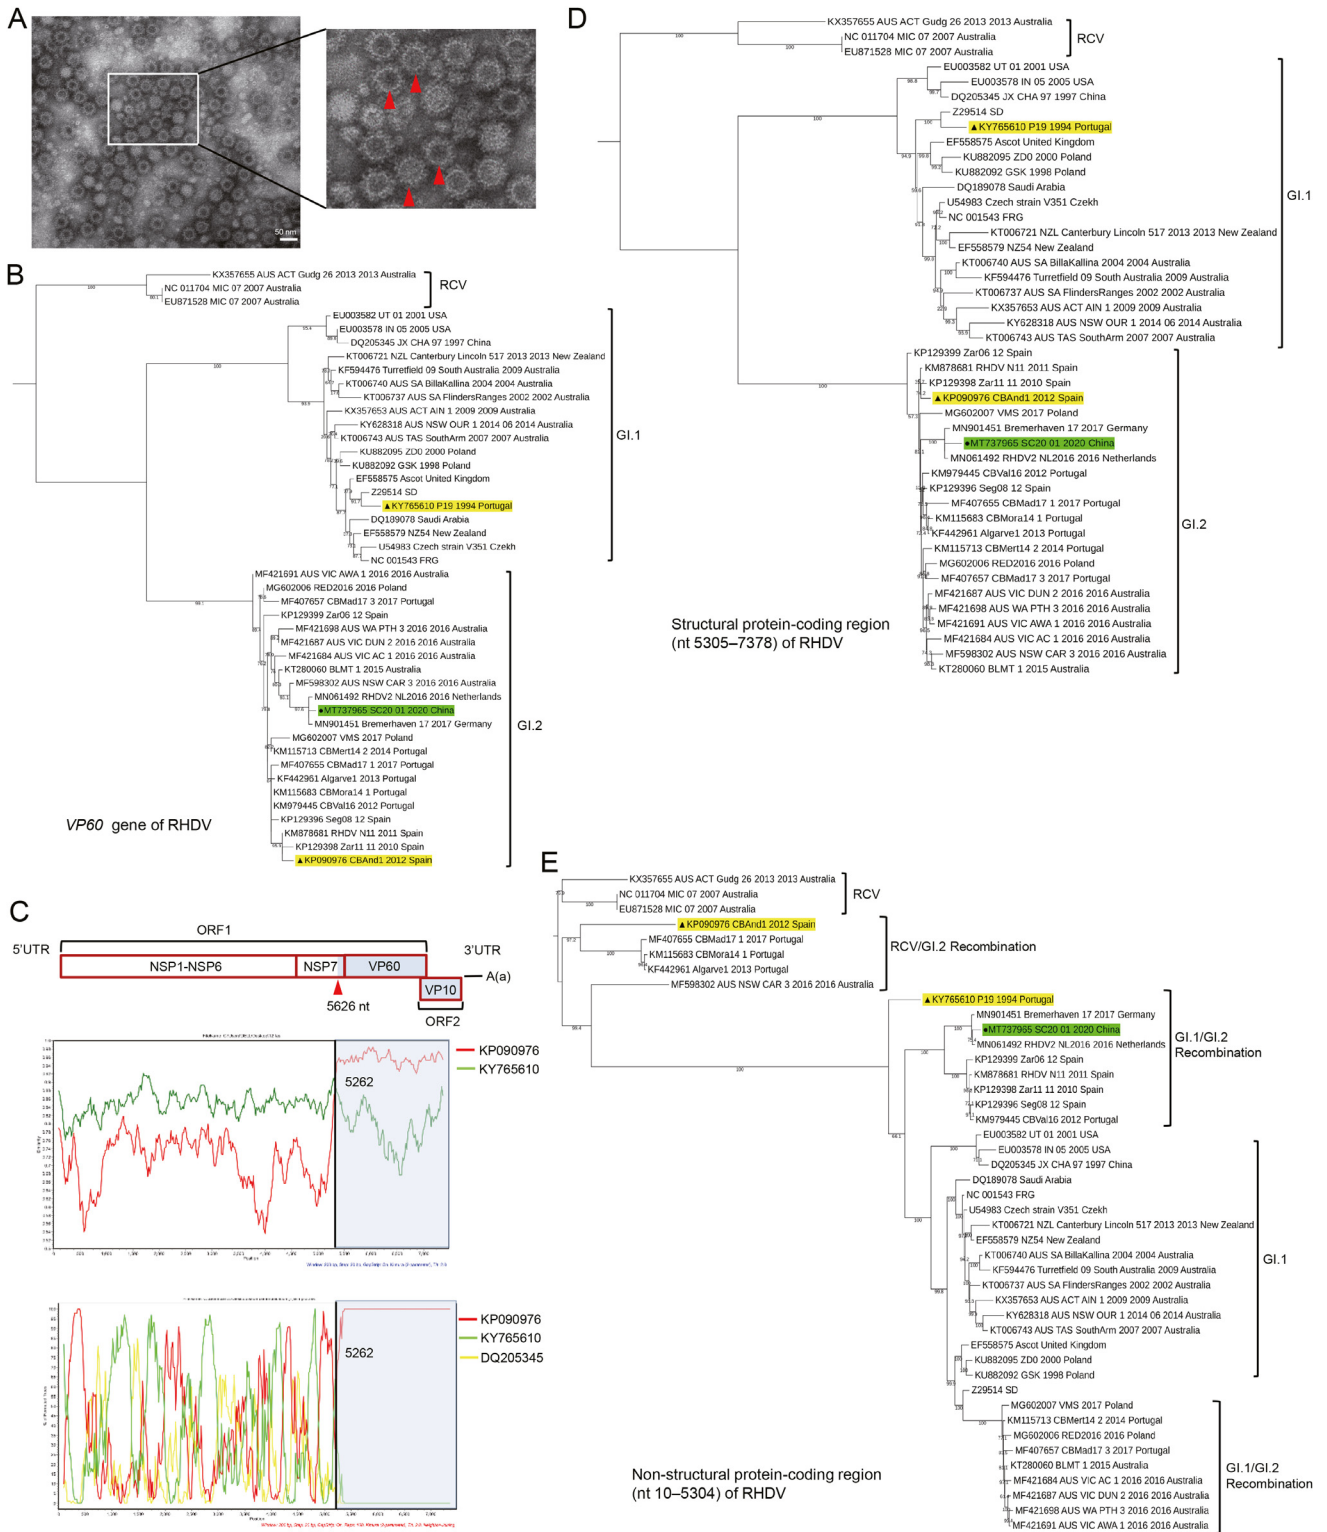 A
50 nm
B
KX357655 AUS ACT Gudg 26 2013 2013 Australia
NC 011704 MIC 07 2007 Australia
EU871528 MIC 07 2007 Australia
RCV
EU003582 UT 01 2001 USA
EU003578 IN 05 2005 USA
DQ205345 JX CHA 97 1997 China
KT006721 NZL Canterbury Lincoln 517 2013 2013 New Zealand
KF594476 Turretfield 09 South Australia 2009 Australia
KT006740 AUS SA BillaKallina 2004 2004 Australia
KT006737 AUS SA FlindersRanges 2002 2002 Australia
KX357653 AUS ACT AIN 1 2009 2009 Australia
KY628318 AUS NSW OUR 1 2014 06 2014 Australia
KT006743 AUS TAS SouthArm 2007 2007 Australia
KU882095 ZD0 2000 Poland
KU882092 GSK 1998 Poland
EF558575 Ascot United Kingdom
Z29514 SD
▲KY765610 P19 1994 Portugal
DQ189078 Saudi Arabia
EF558579 NZ54 New Zealand
U54983 Czech strain V351 Czekh
NC 001543 FRG
GI.1
MF421691 AUS VIC AWA 1 2016 2016 Australia
MG602006 RED2016 2016 Poland
MF407657 CBMad17 3 2017 Portugal
KP129399 Zar06 12 Spain
MF421698 AUS WA PTH 3 2016 2016 Australia
MF421687 AUS VIC DUN 2 2016 2016 Australia
MF421684 AUS VIC AC 1 2016 2016 Australia
KT280060 BLMT 1 2015 Australia
MF598302 AUS NSW CAR 3 2016 2016 Australia
MN061492 RHDV2 NL2016 2016 Netherlands
●MT737965 SC20 01 2020 China
MN901451 Bremerhaven 17 2017 Germany
MG602007 VMS 2017 Poland
KM115713 CBMert14 2 2014 Portugal
MF407655 CBMad17 1 2017 Portugal
KF442961 Algarve1 2013 Portugal
KM115683 CBMora14 1 Portugal
KM979445 CBVal16 2012 Portugal
KP129396 Seg08 12 Spain
KM878681 RHDV N11 2011 Spain
KP129398 Zar11 11 2010 Spain
▲KP090976 CBAnd1 2012 Spain
GI.2
VP60 gene of RHDV
C
ORF1
5'UTR
3'UTR
NSP1-NSP6
NSP7
VP60
A(a)
VP10
5626 nt
ORF2
KP090976
KY765610
5262
Position
KP090976
KY765610
DQ205345
5262
Position
D
KX357655 AUS ACT Gudg 26 2013 2013 Australia
NC 011704 MIC 07 2007 Australia
EU871528 MIC 07 2007 Australia
RCV
EU003582 UT 01 2001 USA
EU003578 IN 05 2005 USA
DQ205345 JX CHA 97 1997 China
Z29514 SD
▲KY765610 P19 1994 Portugal
EF558575 Ascot United Kingdom
KU882095 ZD0 2000 Poland
KU882092 GSK 1998 Poland
DQ189078 Saudi Arabia
U54983 Czech strain V351 Czekh
NC 001543 FRG
KT006721 NZL Canterbury Lincoln 517 2013 2013 New Zealand
EF558579 NZ54 New Zealand
KT006740 AUS SA BillaKallina 2004 2004 Australia
KF594476 Turretfield 09 South Australia 2009 Australia
KT006737 AUS SA FlindersRanges 2002 2002 Australia
KX357653 AUS ACT AIN 1 2009 2009 Australia
KY628318 AUS NSW OUR 1 2014 06 2014 Australia
KT006743 AUS TAS SouthArm 2007 2007 Australia
GI.1
KP129399 Zar06 12 Spain
KM878681 RHDV N11 2011 Spain
KP129398 Zar11 11 2010 Spain
▲KP090976 CBAnd1 2012 Spain
MG602007 VMS 2017 Poland
MN901451 Bremerhaven 17 2017 Germany
●MT737965 SC20 01 2020 China
MN061492 RHDV2 NL2016 2016 Netherlands
KM979445 CBVal16 2012 Portugal
KP129396 Seg08 12 Spain
MF407655 CBMad17 1 2017 Portugal
KM115683 CBMora14 1 Portugal
KF442961 Algarve1 2013 Portugal
KM115713 CBMert14 2 2014 Portugal
MG602006 RED2016 2016 Poland
MF407657 CBMad17 3 2017 Portugal
MF421687 AUS VIC DUN 2 2016 2016 Australia
MF421698 AUS WA PTH 3 2016 2016 Australia
MF421691 AUS VIC AWA 1 2016 2016 Australia
MF421684 AUS VIC AC 1 2016 2016 Australia
MF598302 AUS NSW CAR 3 2016 2016 Australia
KT280060 BLMT 1 2015 Australia
GI.2
Structural protein-coding region
(nt 5305–7378) of RHDV
E
KX357655 AUS ACT Gudg 26 2013 2013 Australia
NC 011704 MIC 07 2007 Australia
EU871528 MIC 07 2007 Australia
RCV
▲KP090976 CBAnd1 2012 Spain
MF407655 CBMad17 1 2017 Portugal
KM115683 CBMora14 1 Portugal
KF442961 Algarve1 2013 Portugal
MF598302 AUS NSW CAR 3 2016 2016 Australia
RCV/GI.2 Recombination
▲KY765610 P19 1994 Portugal
MN901451 Bremerhaven 17 2017 Germany
●MT737965 SC20 01 2020 China
MN061492 RHDV2 NL2016 2016 Netherlands
KP129399 Zar06 12 Spain
KM878681 RHDV N11 2011 Spain
KP129398 Zar11 11 2010 Spain
KP129396 Seg08 12 Spain
KM979445 CBVal16 2012 Portugal
GI.1/GI.2
Recombination
EU003582 UT 01 2001 USA
EU003578 IN 05 2005 USA
DQ205345 JX CHA 97 1997 China
DQ189078 Saudi Arabia
NC 001543 FRG
U54983 Czech strain V351 Czekh
KT006721 NZL Canterbury Lincoln 517 2013 2013 New Zealand
EF558579 NZ54 New Zealand
KT006740 AUS SA BillaKallina 2004 2004 Australia
KF594476 Turretfield 09 South Australia 2009 Australia
KT006737 AUS SA FlindersRanges 2002 2002 Australia
KX357653 AUS ACT AIN 1 2009 2009 Australia
KY628318 AUS NSW OUR 1 2014 06 2014 Australia
KT006743 AUS TAS SouthArm 2007 2007 Australia
EF558575 Ascot United Kingdom
KU882095 ZD0 2000 Poland
KU882092 GSK 1998 Poland
GI.1
Z29514 SD
MG602007 VMS 2017 Poland
KM115713 CBMert14 2 2014 Portugal
MG602006 RED2016 2016 Poland
MF407657 CBMad17 3 2017 Portugal
KT280060 BLMT 1 2015 Australia
MF421684 AUS VIC AC 1 2016 2016 Australia
MF421687 AUS VIC DUN 2 2016 2016 Australia
MF421698 AUS WA PTH 3 2016 2016 Australia
MF421691 AUS VIC AWA 1 2016 2016 Australia
GI.1/GI.2
Recombination
Non-structural protein-coding region
(nt 10–5304) of RHDV